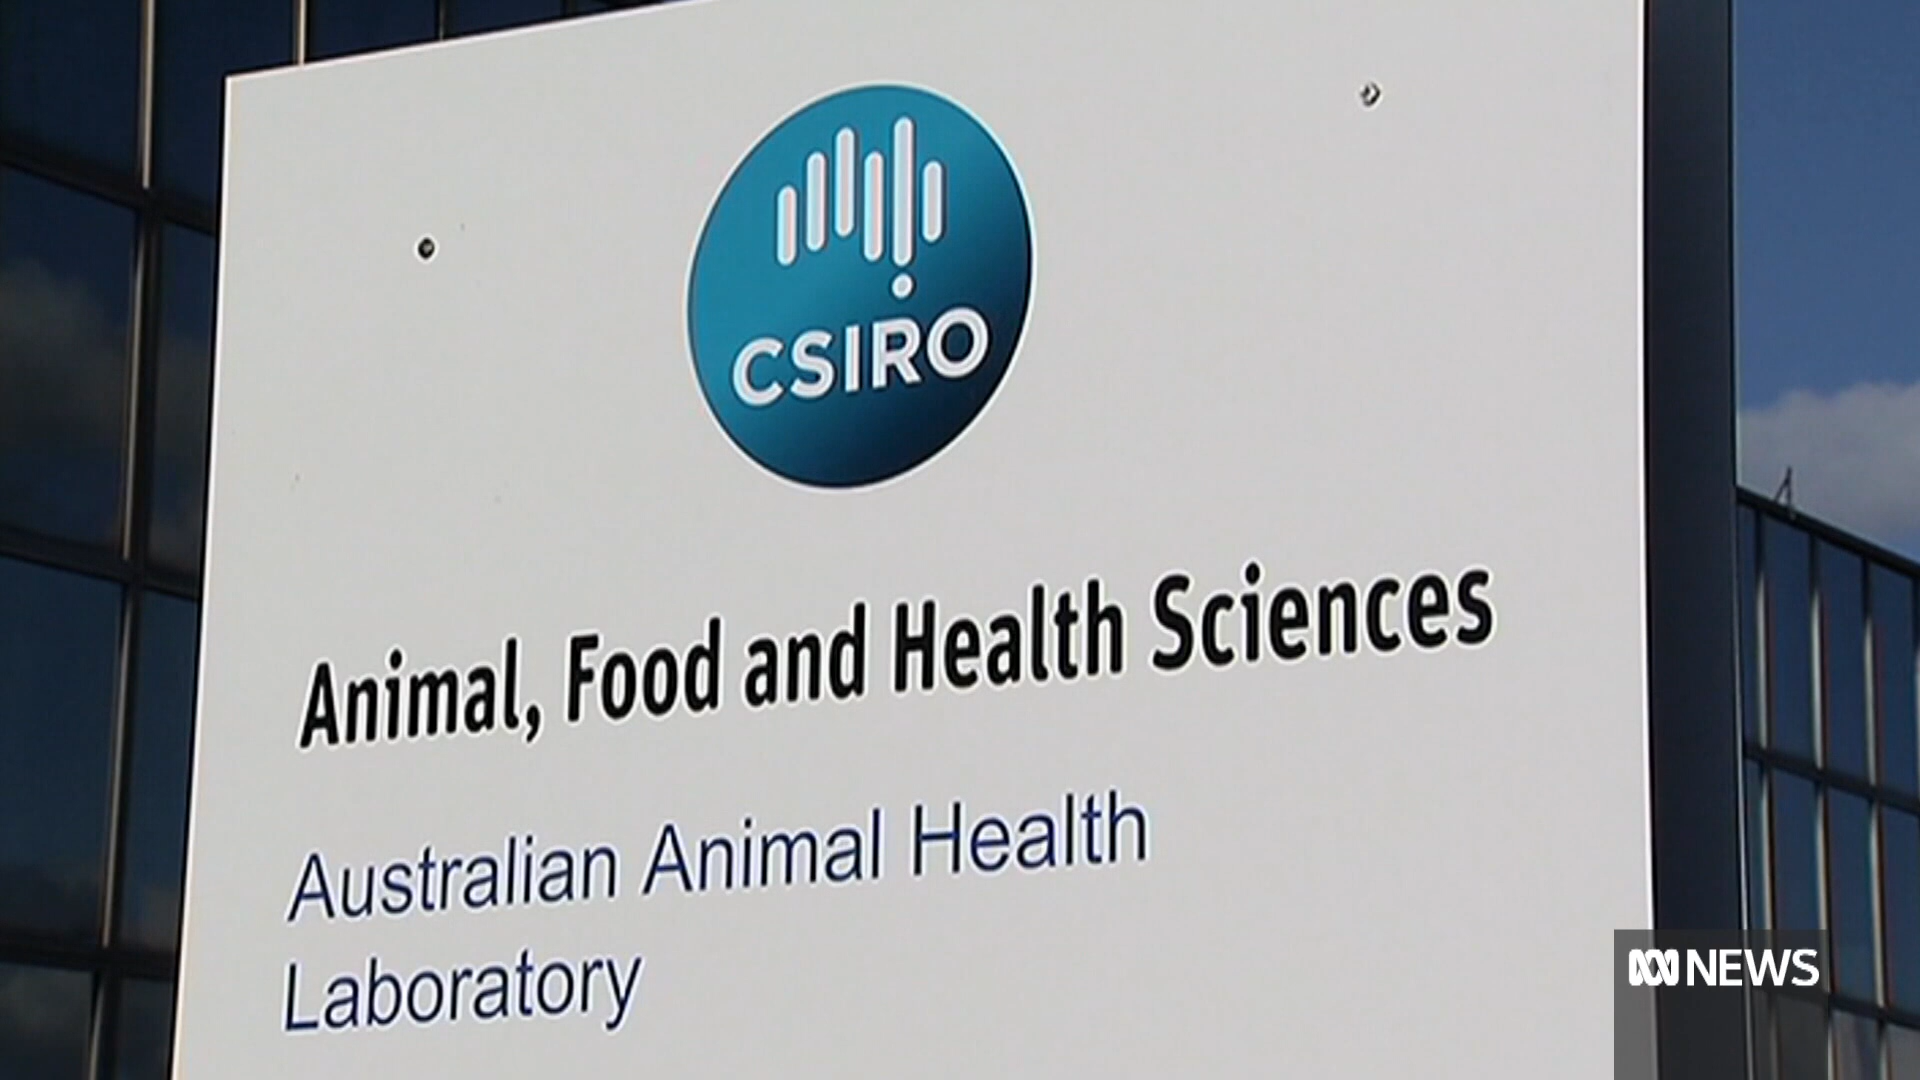 CSIRO
Animal, Food and Health Sciences
Australian Animal Health
Laboratory
NEWS